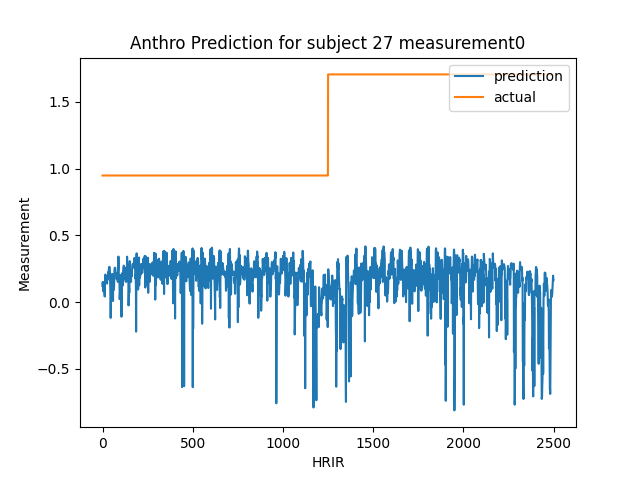 Anthro Prediction for subject 27 measurement0
prediction
actual
1.5
1.0
0.5
0.0
−0.5
Measurement
0 500 1000 1500 2000 2500
HRIR